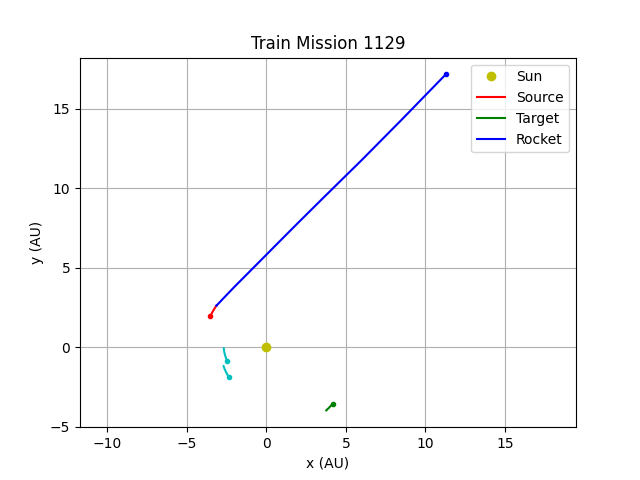 Train Mission 1129
Sun
Source
Target
Rocket
15
10
5
0
−5
y (AU)
−10
−5
0
5
10
15
x (AU)